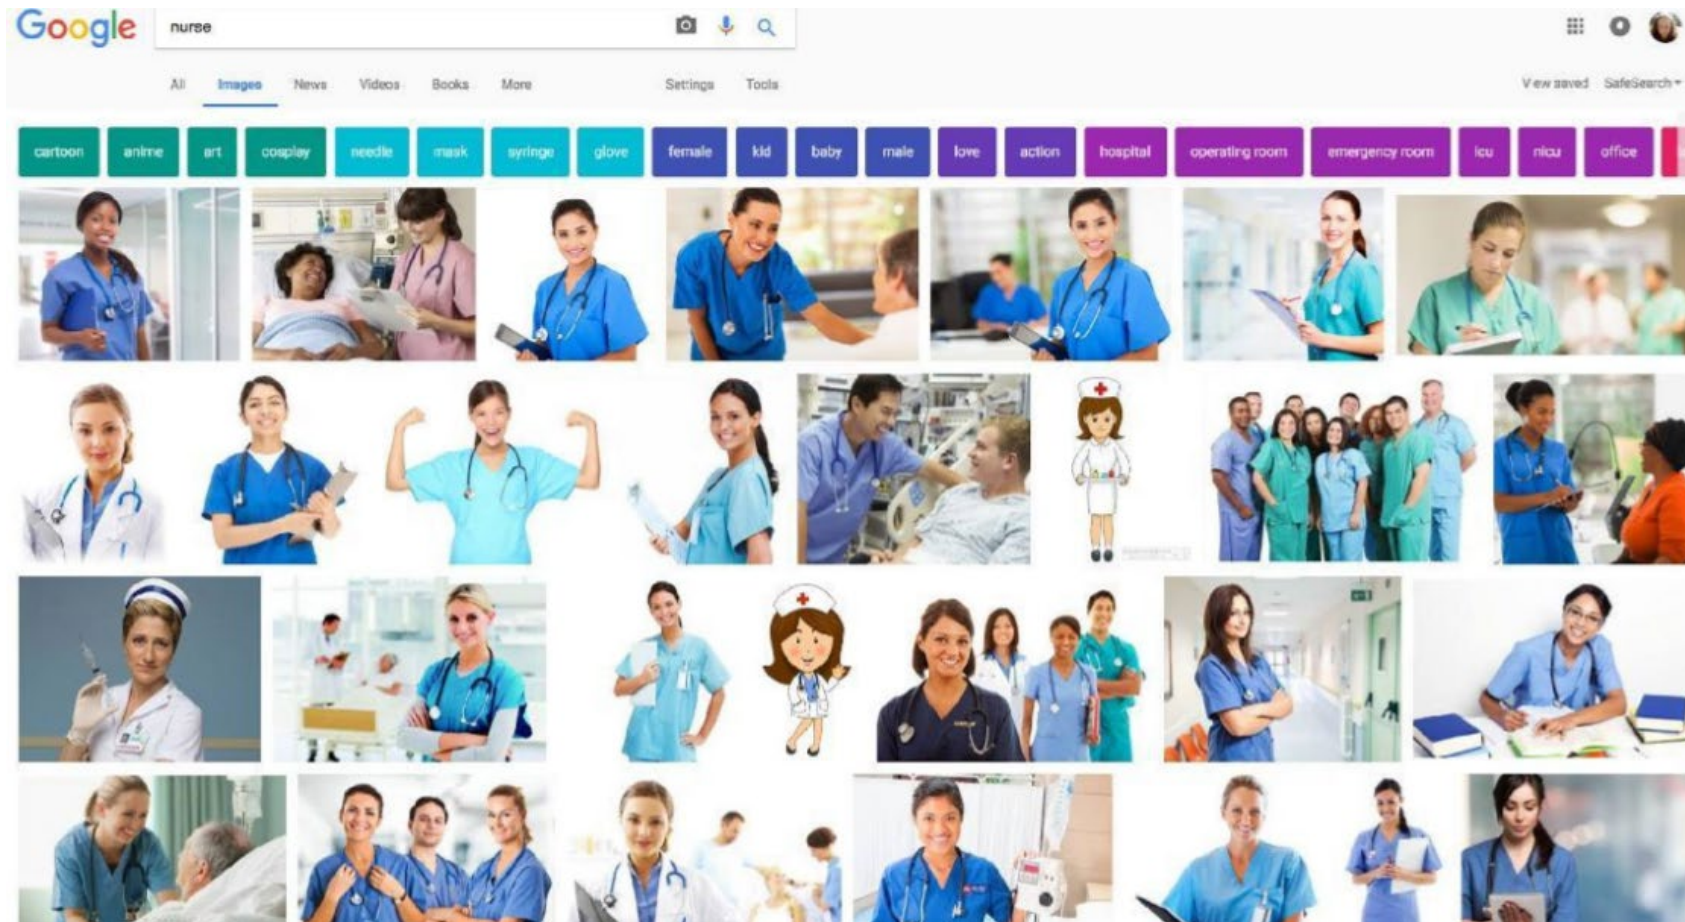 Google nurse
All Images News Videos Books More Settings Tools View saved SafeSearch
cartoon anime art cosplay needle mask syringe glove female kid baby male love action hospital operating room emergency room icu nicu office